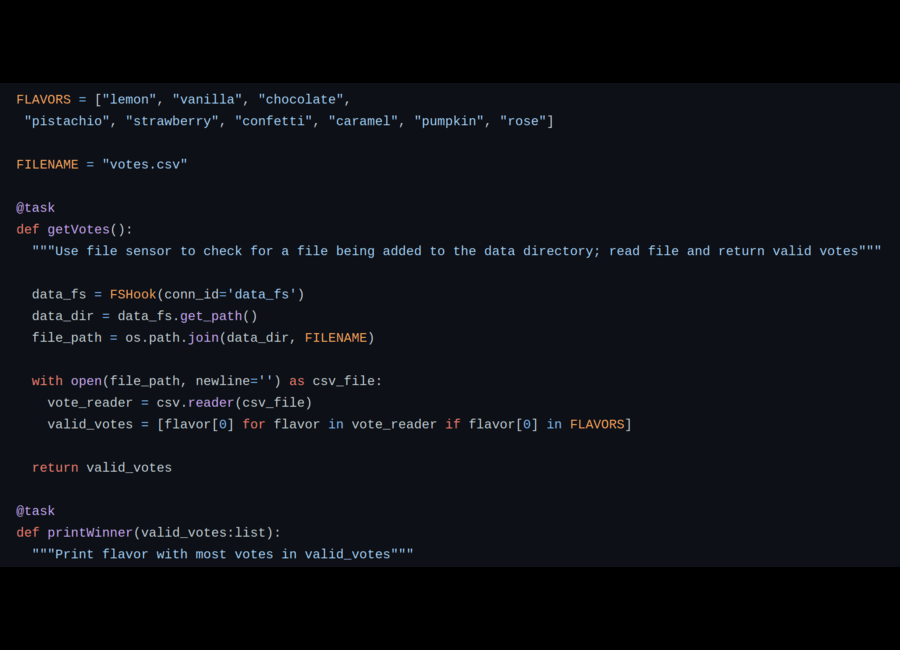 FLAVORS = ["lemon", "vanilla", "chocolate",
 "pistachio", "strawberry", "confetti", "caramel", "pumpkin", "rose"]

FILENAME = "votes.csv"

@task
def getVotes():
  """Use file sensor to check for a file being added to the data directory; read file and return valid votes"""

  data_fs = FSHook(conn_id='data_fs')
  data_dir = data_fs.get_path()
  file_path = os.path.join(data_dir, FILENAME)

  with open(file_path, newline='') as csv_file:
    vote_reader = csv.reader(csv_file)
    valid_votes = [flavor[0] for flavor in vote_reader if flavor[0] in FLAVORS]

  return valid_votes

@task
def printWinner(valid_votes:list):
  """Print flavor with most votes in valid_votes"""